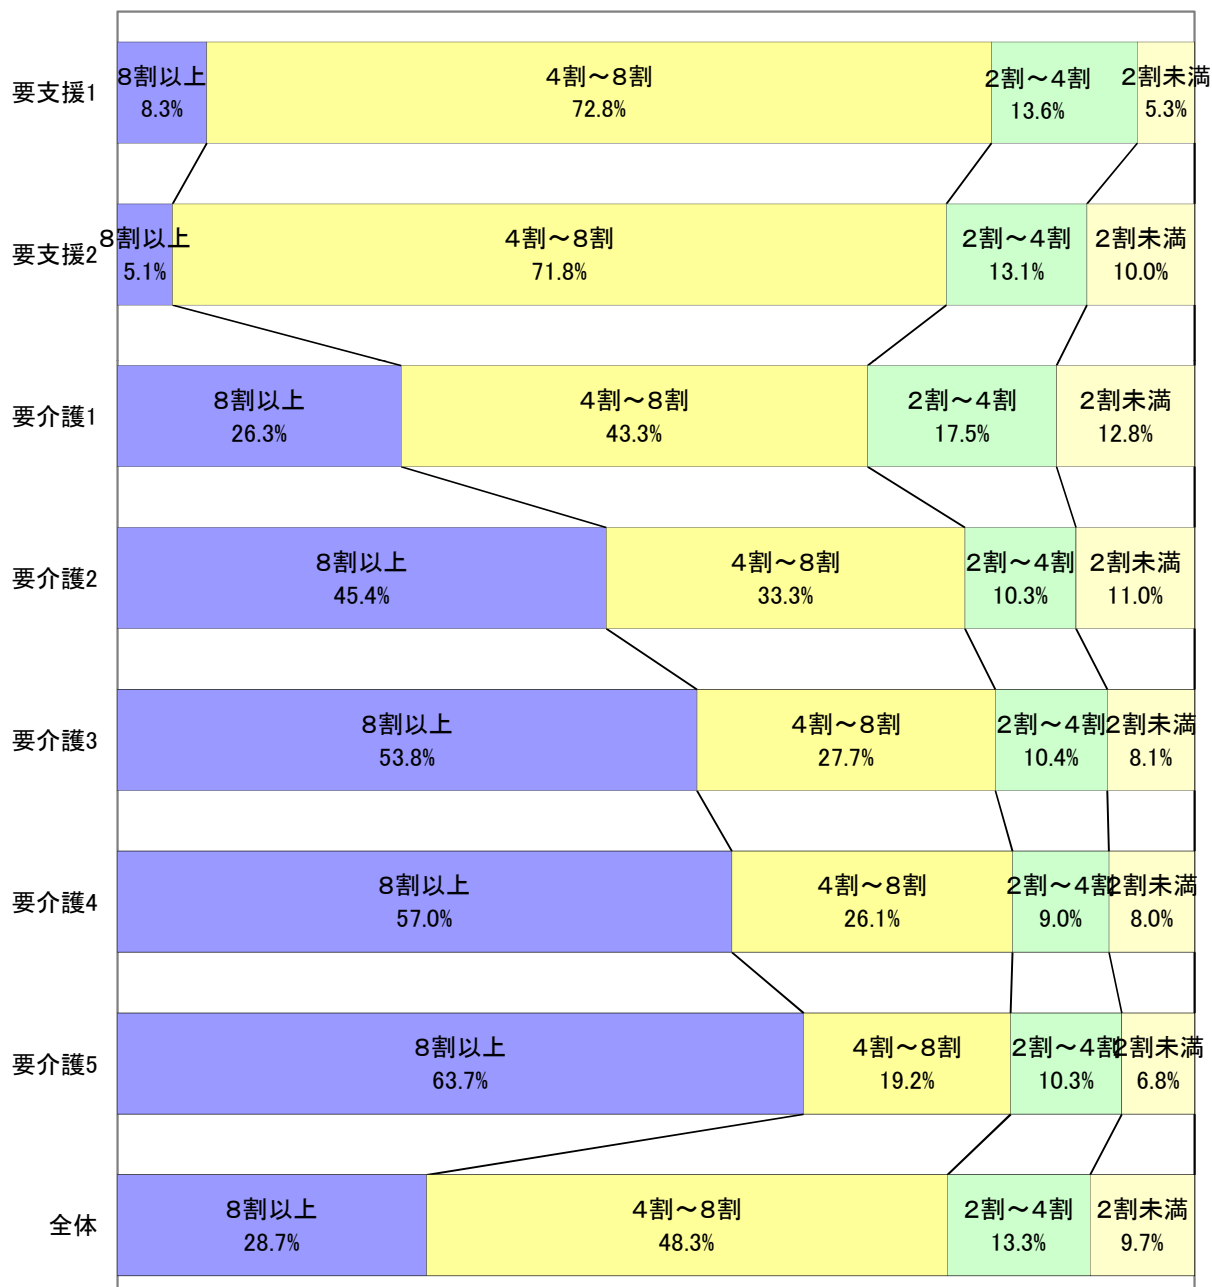 要支援1
8割以上
8.3%
4割～8割
72.8%
2割～4割
13.6%
2割未満
5.3%
要支援2
8割以上
5.1%
4割～8割
71.8%
2割～4割
13.1%
2割未満
10.0%
要介護1
8割以上
26.3%
4割～8割
43.3%
2割～4割
17.5%
2割未満
12.8%
要介護2
8割以上
45.4%
4割～8割
33.3%
2割～4割
10.3%
2割未満
11.0%
要介護3
8割以上
53.8%
4割～8割
27.7%
2割～4割
10.4%
2割未満
8.1%
要介護4
8割以上
57.0%
4割～8割
26.1%
2割～4割
9.0%
2割未満
8.0%
要介護5
8割以上
63.7%
4割～8割
19.2%
2割～4割
10.3%
2割未満
6.8%
全体
8割以上
28.7%
4割～8割
48.3%
2割～4割
13.3%
2割未満
9.7%